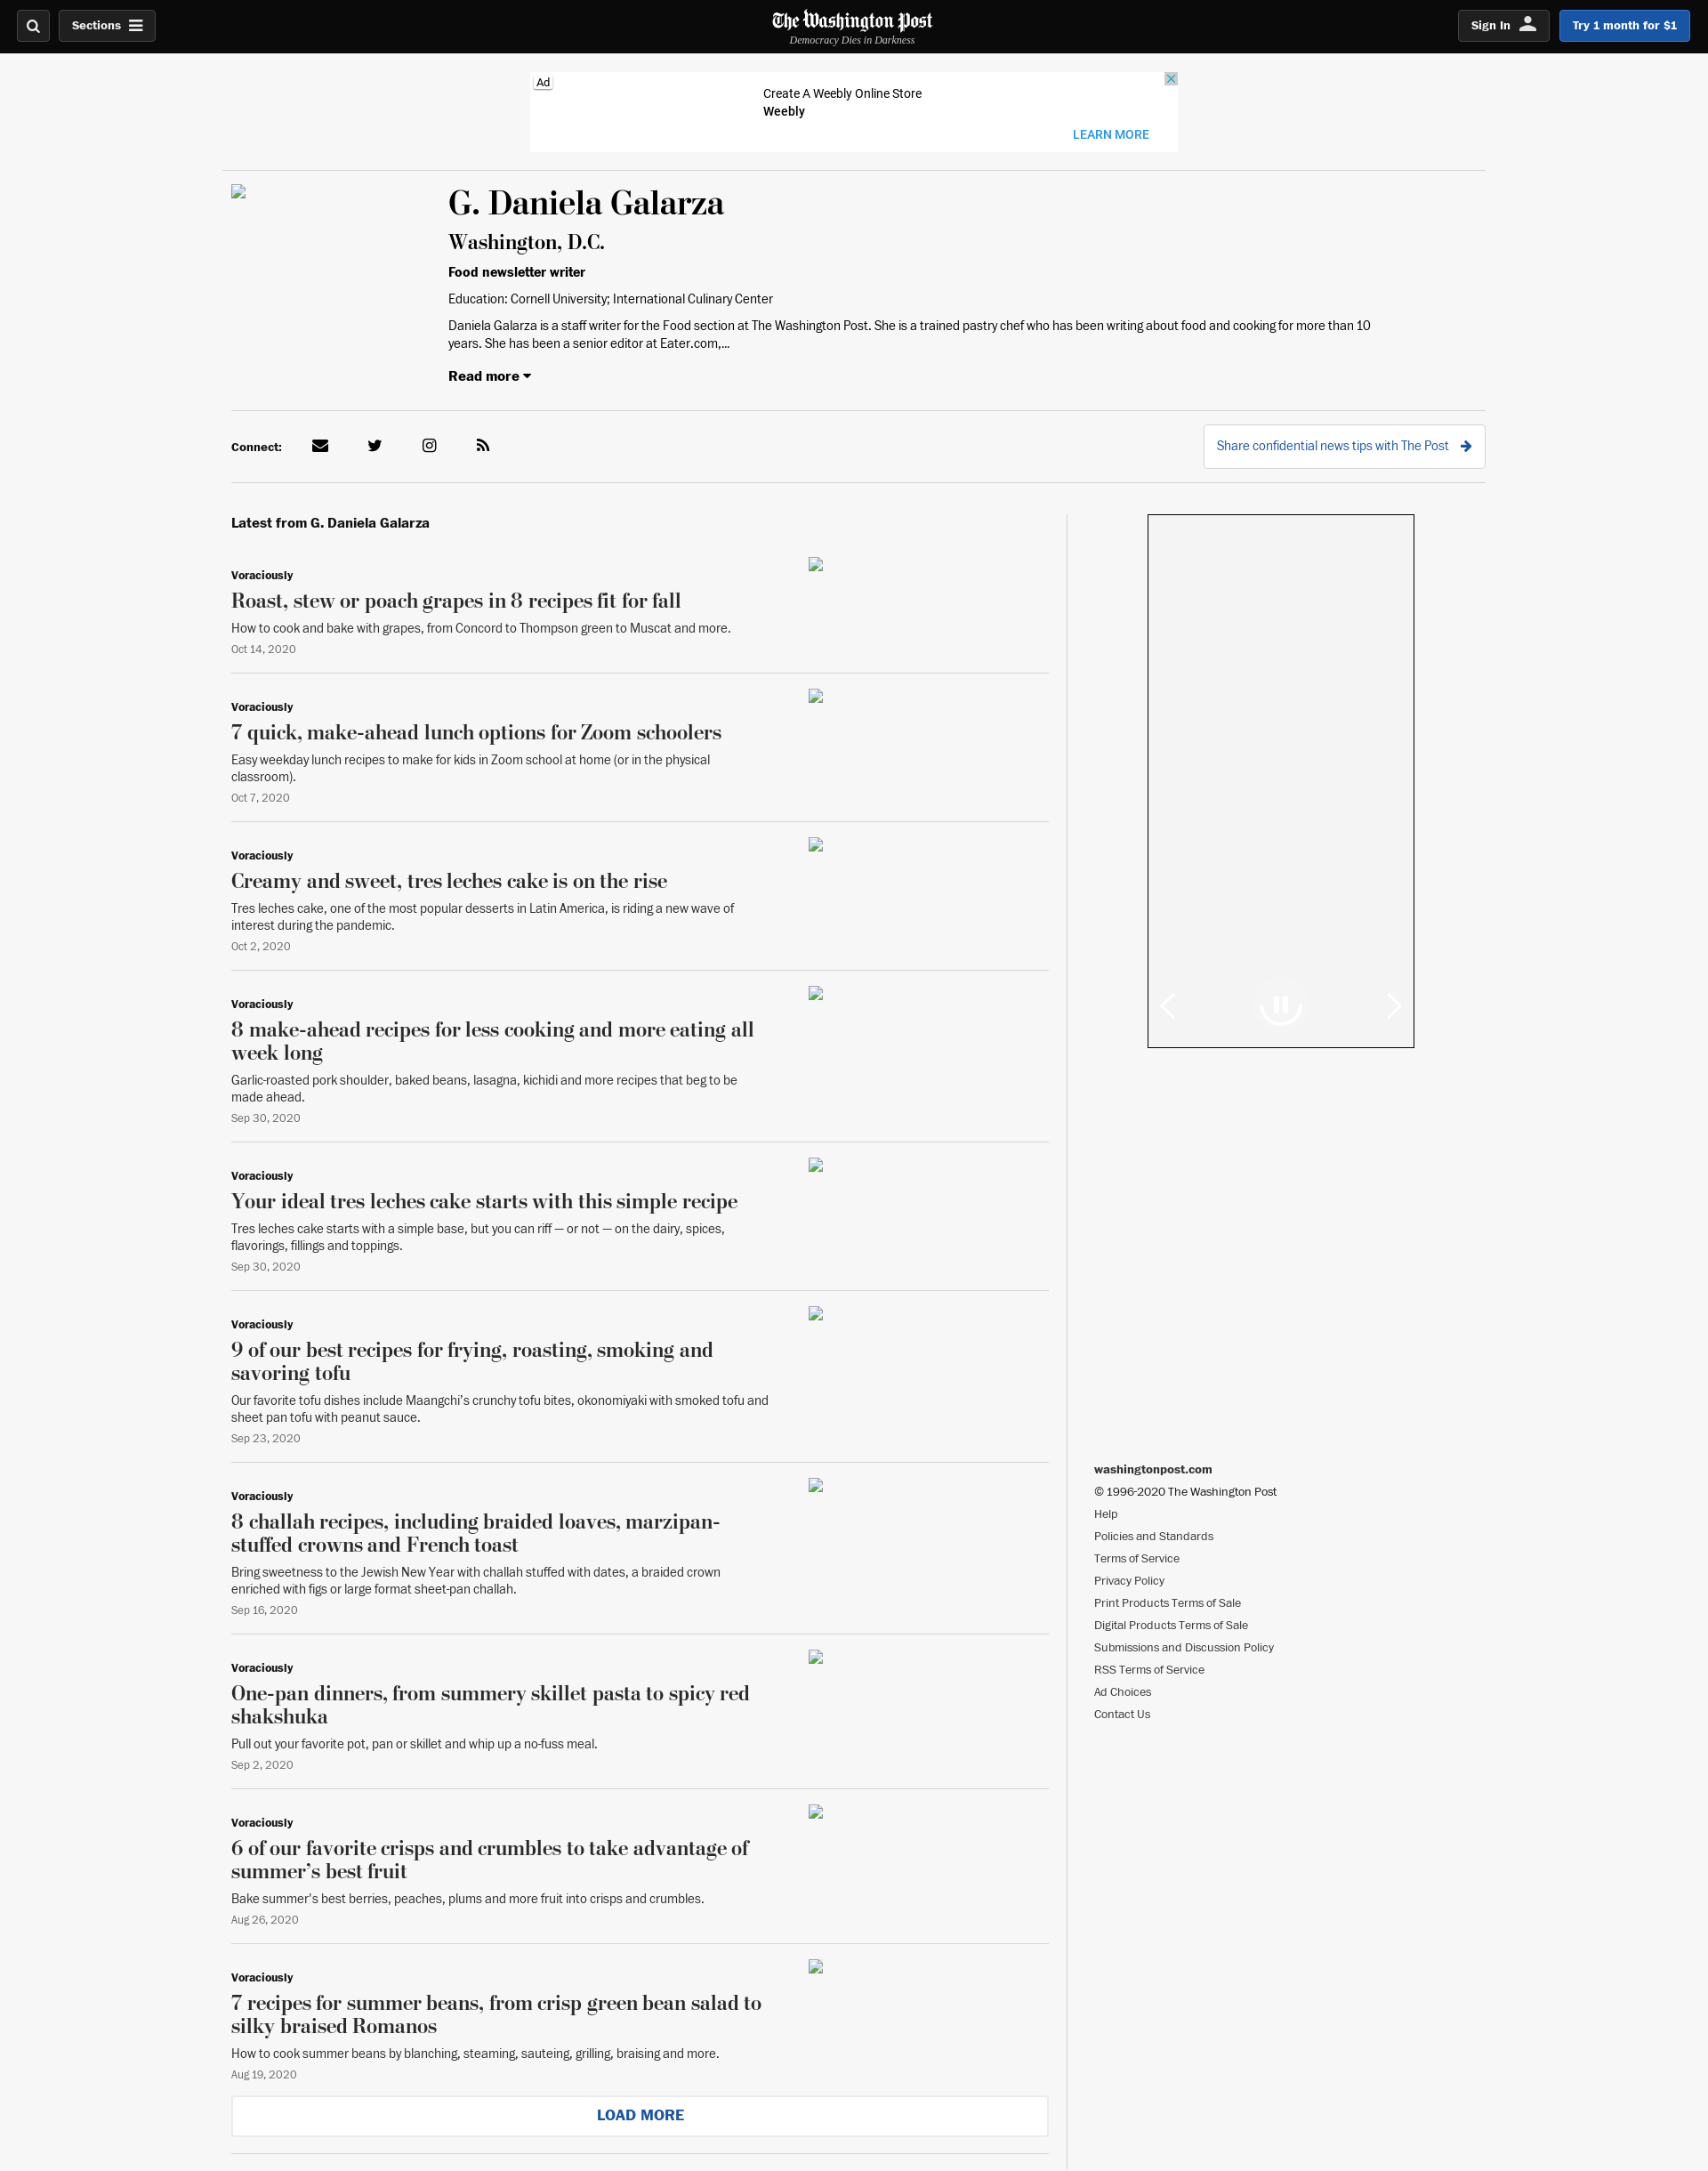 Sections
The Washington Post
Democracy Dies in Darkness
Sign In
Try 1 month for $1
Ad
Create A Weebly Online Store
Weebly
LEARN MORE
G. Daniela Galarza
Washington, D.C.
Food newsletter writer
Education: Cornell University; International Culinary Center
Daniela Galarza is a staff writer for the Food section at The Washington Post. She is a trained pastry chef who has been writing about food and cooking for more than 10
years. She has been a senior editor at Eater.com,...
Read more
Connect:
Share confidential news tips with The Post
Latest from G. Daniela Galarza
Voraciously
Roast, stew or poach grapes in 8 recipes fit for fall
How to cook and bake with grapes, from Concord to Thompson green to Muscat and more.
Oct 14, 2020
Voraciously
7 quick, make-ahead lunch options for Zoom schoolers
Easy weekday lunch recipes to make for kids in Zoom school at home (or in the physical
classroom).
Oct 7, 2020
Voraciously
Creamy and sweet, tres leches cake is on the rise
Tres leches cake, one of the most popular desserts in Latin America, is riding a new wave of
interest during the pandemic.
Oct 2, 2020
Voraciously
8 make-ahead recipes for less cooking and more eating all
week long
Garlic-roasted pork shoulder, baked beans, lasagna, kichidi and more recipes that beg to be
made ahead.
Sep 30, 2020
Voraciously
Your ideal tres leches cake starts with this simple recipe
Tres leches cake starts with a simple base, but you can riff — or not — on the dairy, spices,
flavorings, fillings and toppings.
Sep 30, 2020
Voraciously
9 of our best recipes for frying, roasting, smoking and
savoring tofu
Our favorite tofu dishes include Maangchi's crunchy tofu bites, okonomiyaki with smoked tofu and
sheet pan tofu with peanut sauce.
Sep 23, 2020
Voraciously
8 challah recipes, including braided loaves, marzipan-
stuffed crowns and French toast
Bring sweetness to the Jewish New Year with challah stuffed with dates, a braided crown
enriched with figs or large format sheet-pan challah.
Sep 16, 2020
Voraciously
One-pan dinners, from summery skillet pasta to spicy red
shakshuka
Pull out your favorite pot, pan or skillet and whip up a no-fuss meal.
Sep 2, 2020
Voraciously
6 of our favorite crisps and crumbles to take advantage of
summer’s best fruit
Bake summer's best berries, peaches, plums and more fruit into crisps and crumbles.
Aug 26, 2020
Voraciously
7 recipes for summer beans, from crisp green bean salad to
silky braised Romanos
How to cook summer beans by blanching, steaming, sauteing, grilling, braising and more.
Aug 19, 2020
LOAD MORE
washingtonpost.com
© 1996-2020 The Washington Post
Help
Policies and Standards
Terms of Service
Privacy Policy
Print Products Terms of Sale
Digital Products Terms of Sale
Submissions and Discussion Policy
RSS Terms of Service
Ad Choices
Contact Us